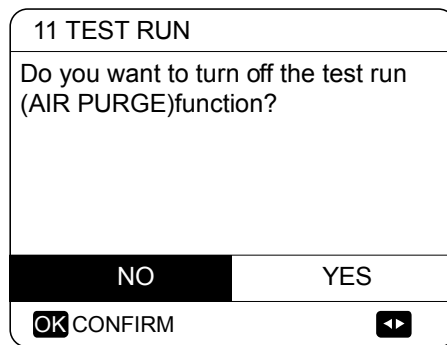 11 TEST RUN
Do you want to turn off the test run
(AIR PURGE)function?
NO YES
OK CONFIRM